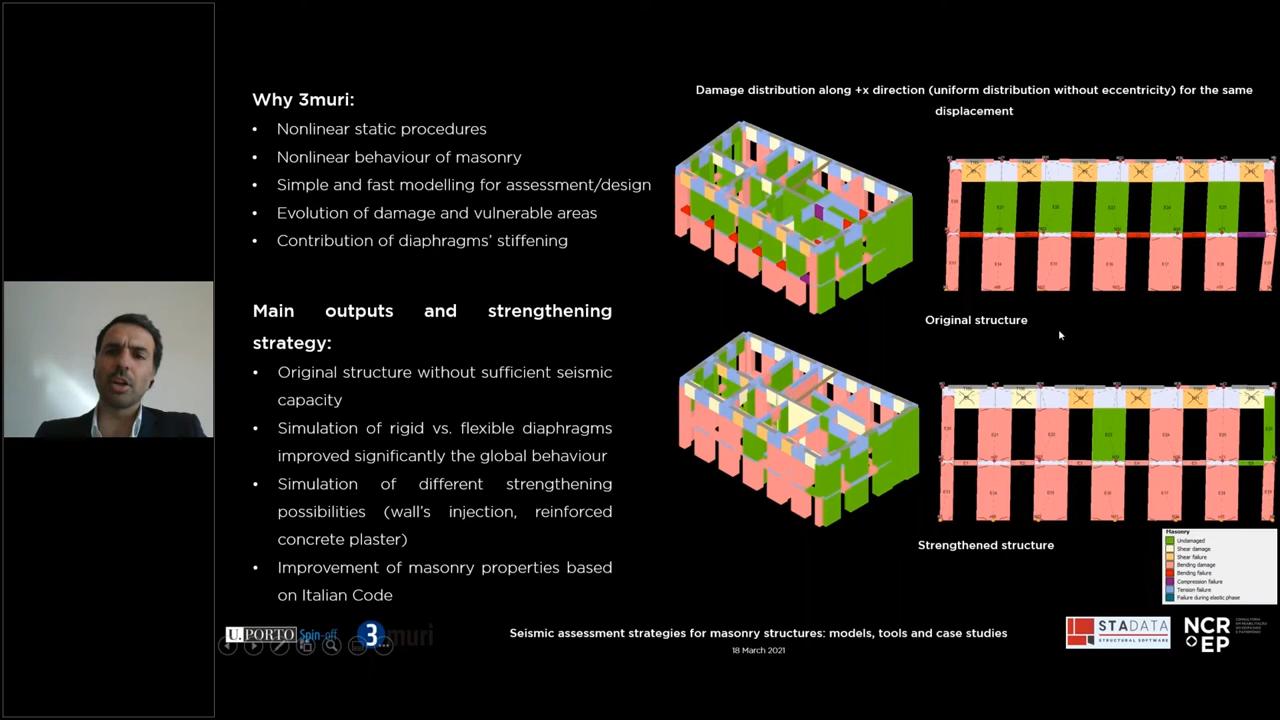 Why 3muri:
• Nonlinear static procedures
• Nonlinear behaviour of masonry
• Simple and fast modelling for assessment/design
• Evolution of damage and vulnerable areas
• Contribution of diaphragms' stiffening
Main outputs and strengthening
strategy:
• Original structure without sufficient seismic
capacity
• Simulation of rigid vs. flexible diaphragms
improved significantly the global behaviour
• Simulation of different strengthening
possibilities (wall's injection, reinforced
concrete plaster)
• Improvement of masonry properties based
on Italian Code
Damage distribution along +x direction (uniform distribution without eccentricity) for the same
displacement
Original structure
Strengthened structure
Masonry
Undamaged
Shear damage
Shear failure
Bending damage
Bending failure
Compression failure
Tension failure
Failure during elastic phase
U.PORTO Spin-off
3muri
Seismic assessment strategies for masonry structures: models, tools and case studies
18 March 2021
STADATA
STRUCTURAL SOFTWARE
NCR
EP